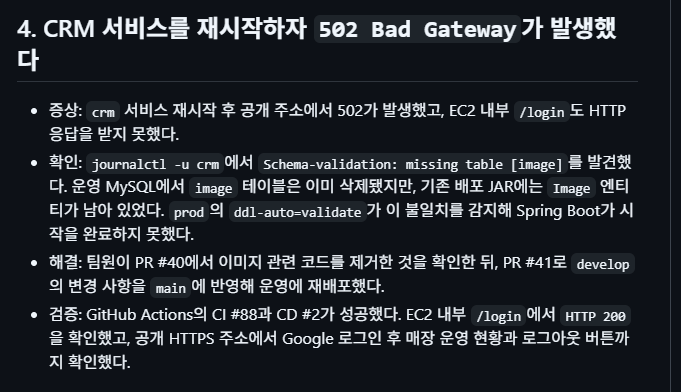 4. CRM 서비스를 재시작하자 502 Bad Gateway가 발생했
다
• 증상: crm 서비스 재시작 후 공개 주소에서 502가 발생했고, EC2 내부 /login도 HTTP
응답을 받지 못했다.
• 확인: journalctl -u crm에서 Schema-validation: missing table [image]를 발견했
다. 운영 MySQL에서 image 테이블은 이미 삭제됐지만, 기존 배포 JAR에는 Image 엔티
티가 남아 있었다. prod의 ddl-auto=validate가 이 불일치를 감지해 Spring Boot가 시
작을 완료하지 못했다.
• 해결: 팀원이 PR #40에서 이미지 관련 코드를 제거한 것을 확인한 뒤, PR #41로 develop
의 변경 사항을 main에 반영해 운영에 재배포했다.
• 검증: GitHub Actions의 CI #88과 CD #2가 성공했다. EC2 내부 /login에서 HTTP 200
을 확인했고, 공개 HTTPS 주소에서 Google 로그인 후 매장 운영 현황과 로그아웃 버튼까
지 확인했다.